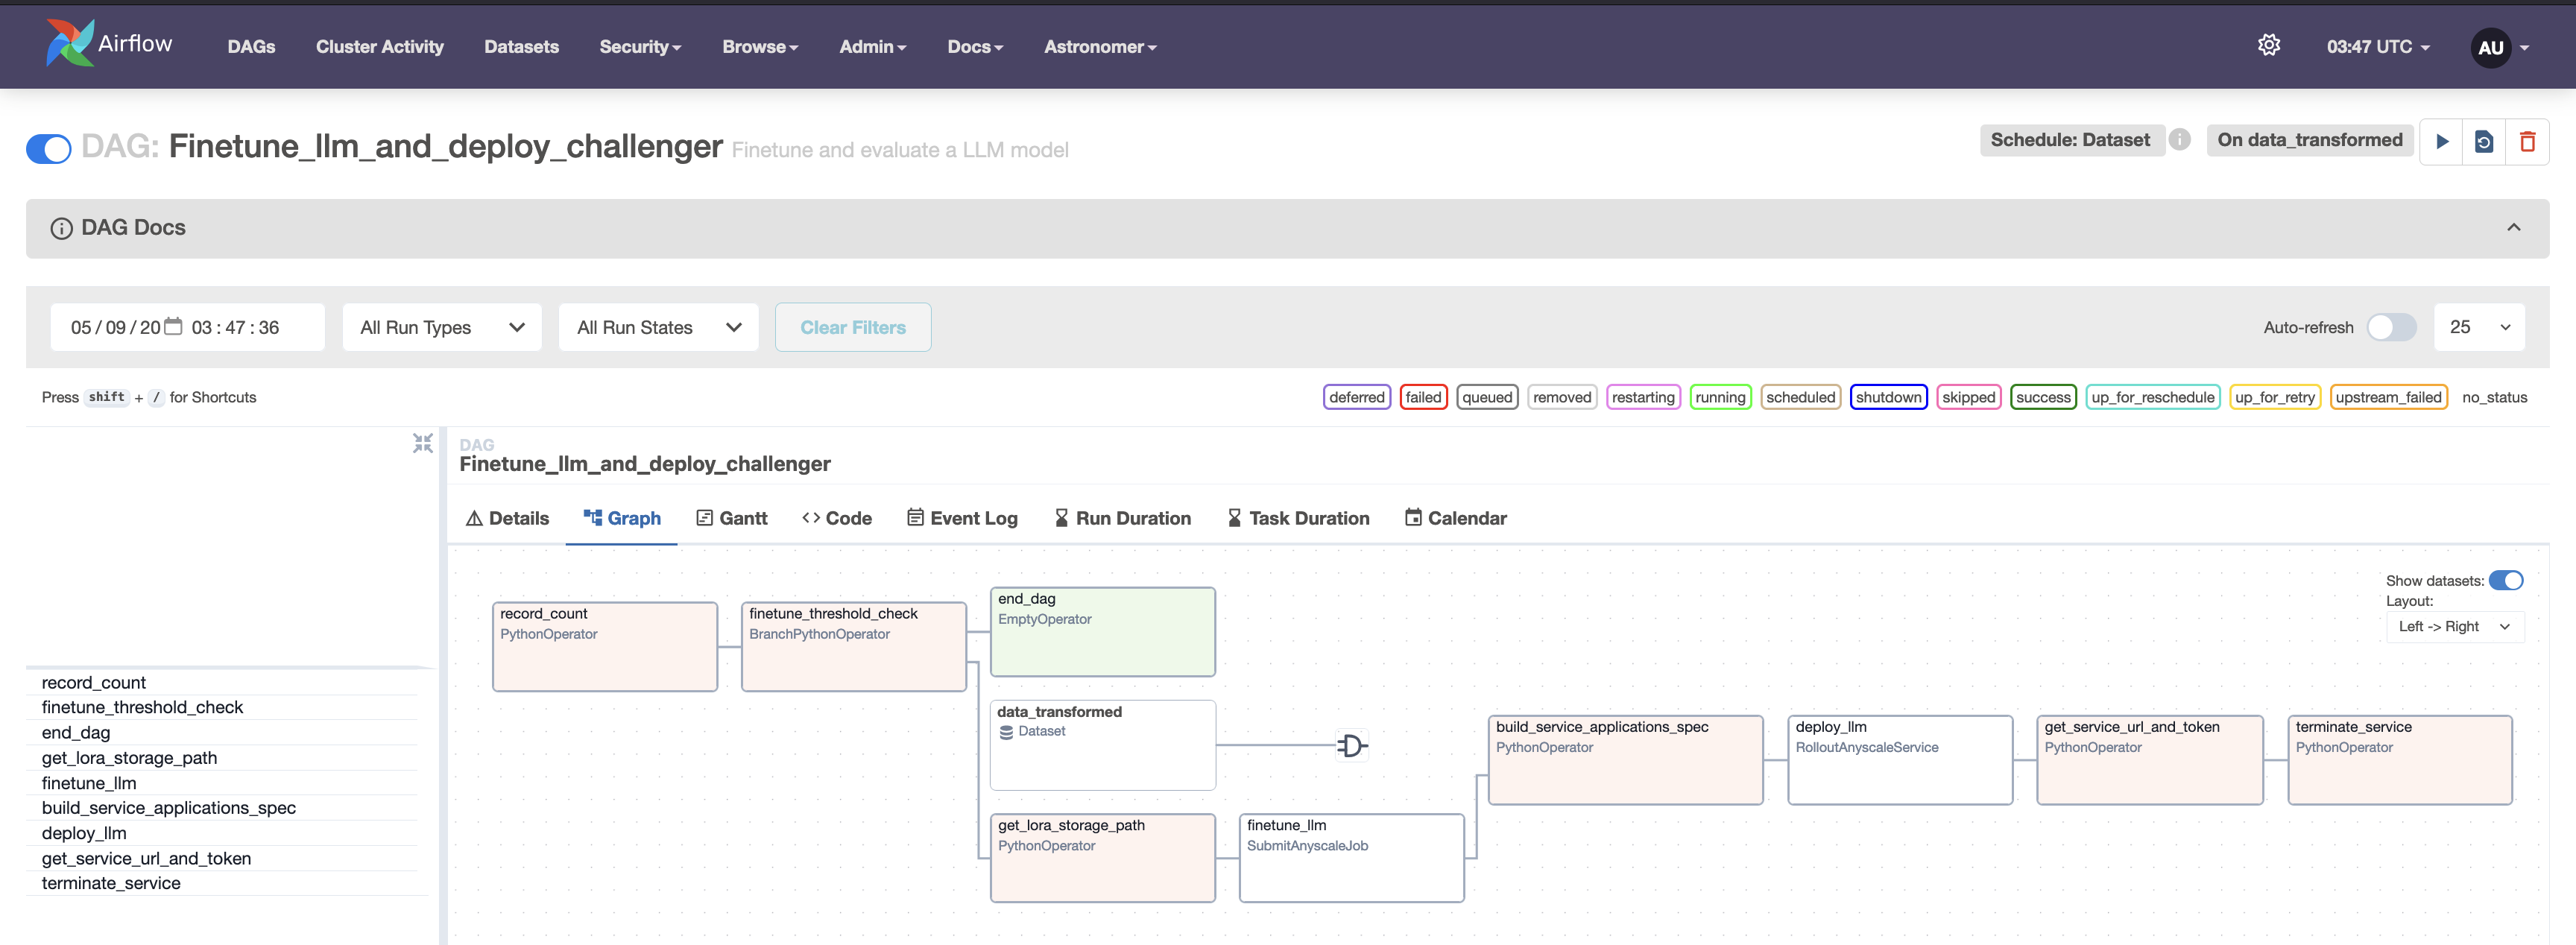 Airflow DAGs Cluster Activity Datasets Security Browse Admin Docs Astronomer 03:47 UTC AU
DAG: Finetune_llm_and_deploy_challenger Finetune and evaluate a LLM model Schedule: Dataset On data_transformed
DAG Docs
05 / 09 / 20 03 : 47 : 36 All Run Types All Run States Clear Filters Auto-refresh 25
Press shift + / for Shortcuts deferred failed queued removed restarting running scheduled shutdown skipped success up_for_reschedule up_for_retry upstream_failed no_status
DAG
Finetune_llm_and_deploy_challenger
Details Graph Gantt Code Event Log Run Duration Task Duration Calendar
Show datasets:
Layout:
Left -> Right
record_count
PythonOperator
finetune_threshold_check
BranchPythonOperator
end_dag
EmptyOperator
data_transformed
Dataset
get_lora_storage_path
PythonOperator
finetune_llm
SubmitAnyscaleJob
build_service_applications_spec
PythonOperator
deploy_llm
RolloutAnyscaleService
get_service_url_and_token
PythonOperator
terminate_service
PythonOperator
record_count
finetune_threshold_check
end_dag
get_lora_storage_path
finetune_llm
build_service_applications_spec
deploy_llm
get_service_url_and_token
terminate_service